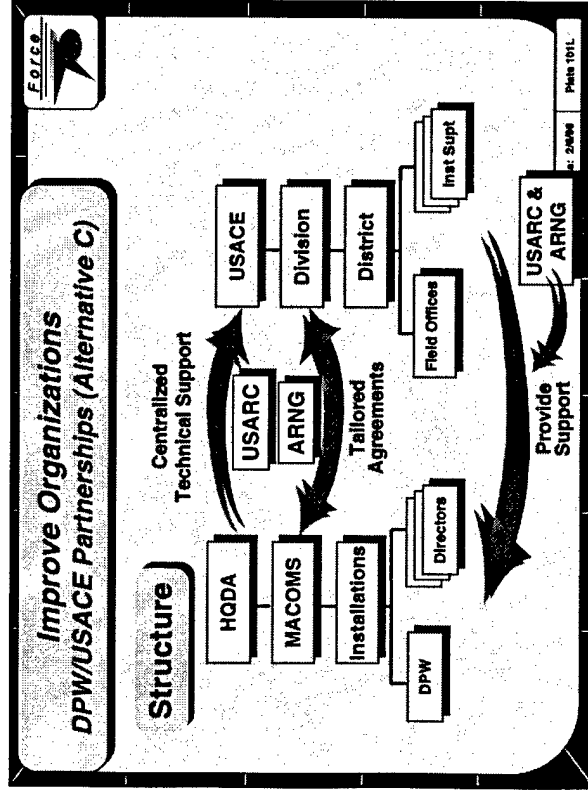 Force
Improve Organizations
DPW/USACE Partnerships (Alternative C)
Structure
Centralized
Technical Support
HQDA
MACOMS
Installations
DPW
Directors
USARC
ARNG
Tailored
Agreements
USACE
Division
District
Field Offices
Inst Supt
Provide
Support
USARC &
ARNG
Plate 101L